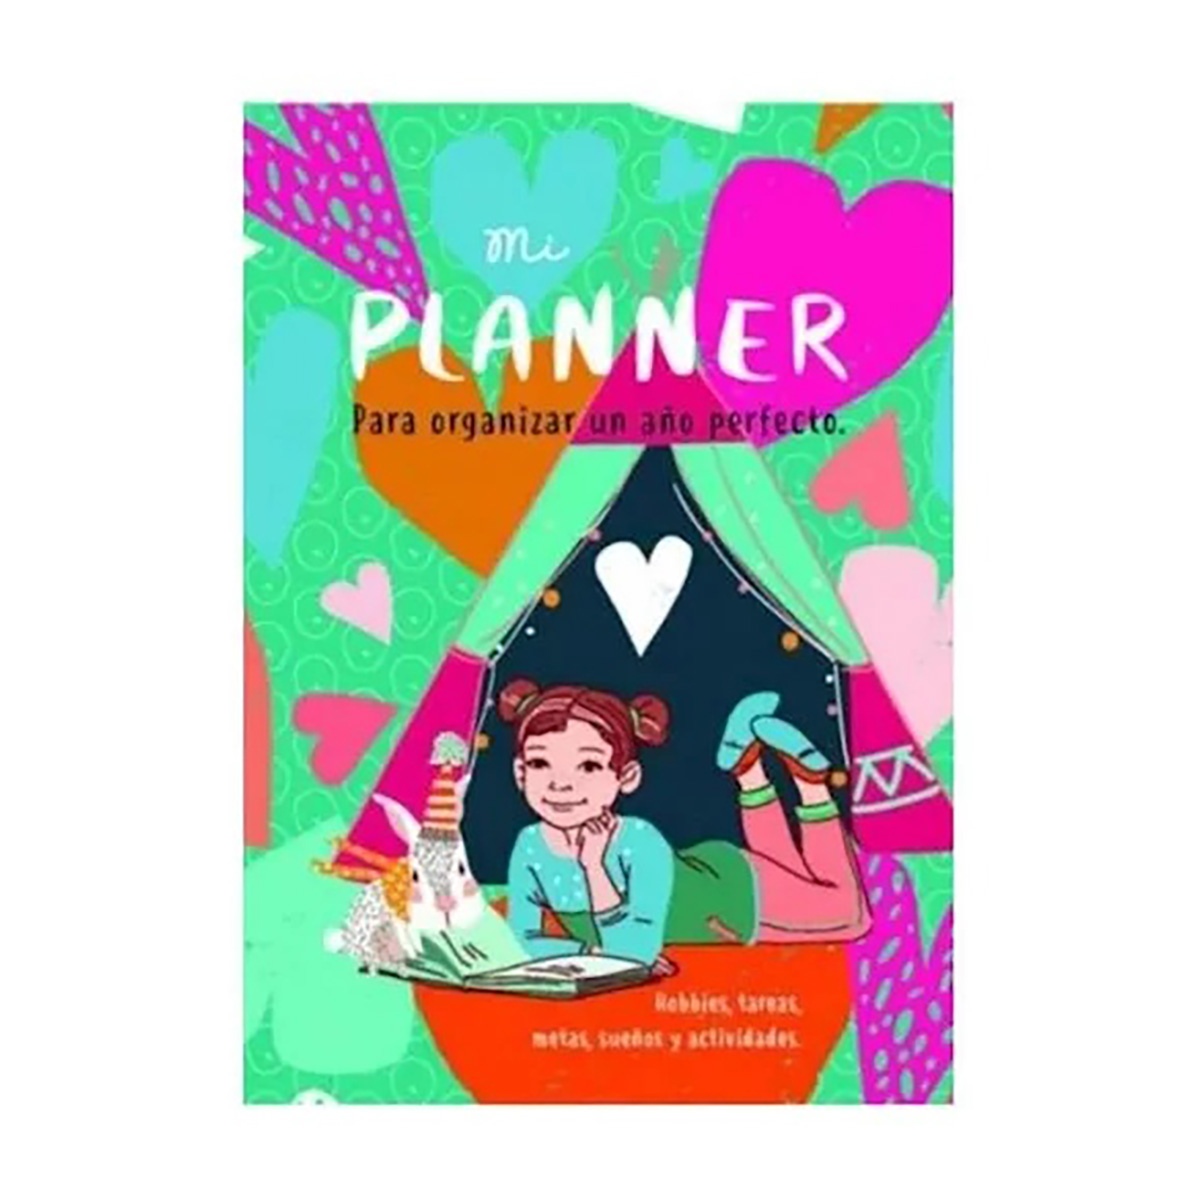 Mi
PLANNER
Para organizar un año perfecto.
Hobbies, tareas,
metas, sueños y actividades.